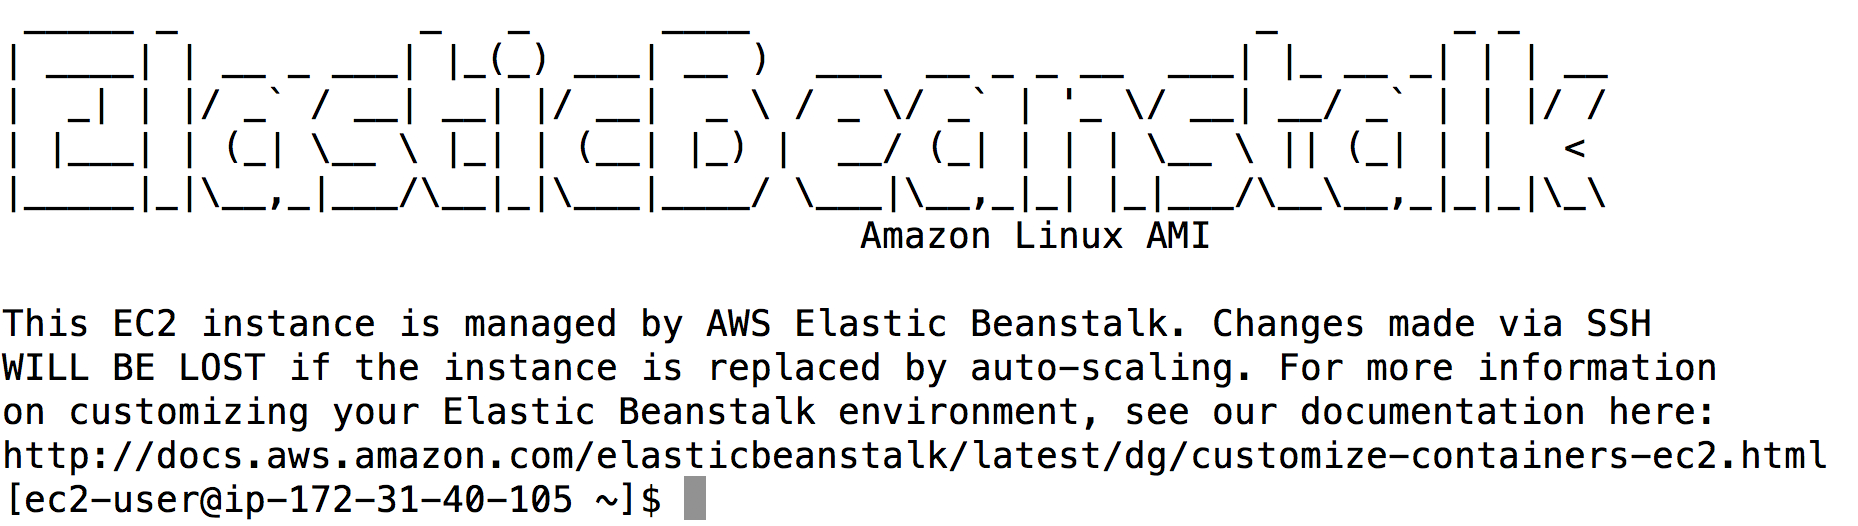 ElasticBeanstalk
Amazon Linux AMI
This EC2 instance is managed by AWS Elastic Beanstalk. Changes made via SSH
WILL BE LOST if the instance is replaced by auto-scaling. For more information
on customizing your Elastic Beanstalk environment, see our documentation here:
http://docs.aws.amazon.com/elasticbeanstalk/latest/dg/customize-containers-ec2.html
[ec2-user@ip-172-31-40-105 ~]$